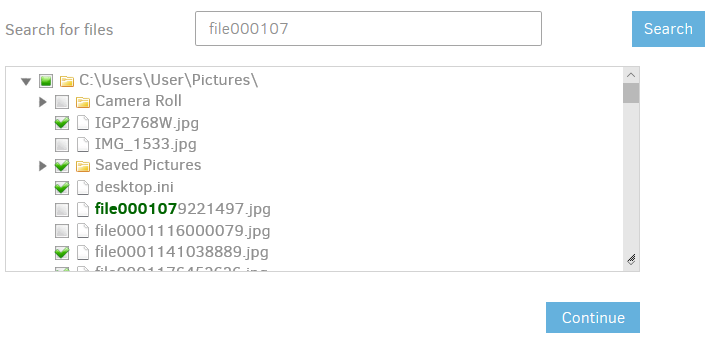 Search for files file000107 Search
C:\Users\User\Pictures\
Camera Roll
IGP2768W.jpg
IMG_1533.jpg
Saved Pictures
desktop.ini
file0001079221497.jpg
file0001116000079.jpg
file0001141038889.jpg
Continue